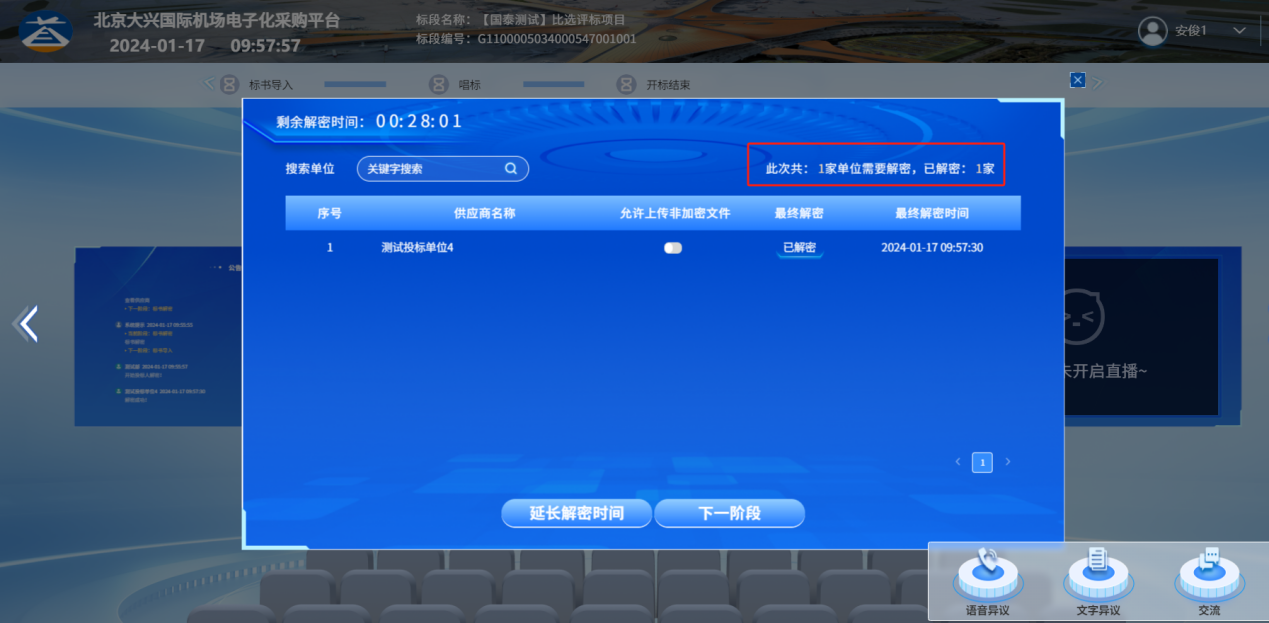 北京大兴国际机场电子化采购平台
2024-01-17 09:57:57
标段名称：【国泰测试】比选评标项目
标段编号：G1100005034000547001001
安俊1
标书导入
唱标
开标结束
剩余解密时间：00:28:01
搜索单位
关键字搜索
此次共： 1家单位需要解密，已解密： 1家
序号 供应商名称 允许上传非加密文件 最终解密 最终解密时间
1 测试投标单位4 已解密 2024-01-17 09:57:30
未开启直播~
1
延长解密时间
下一阶段
语音异议
文字异议
交流